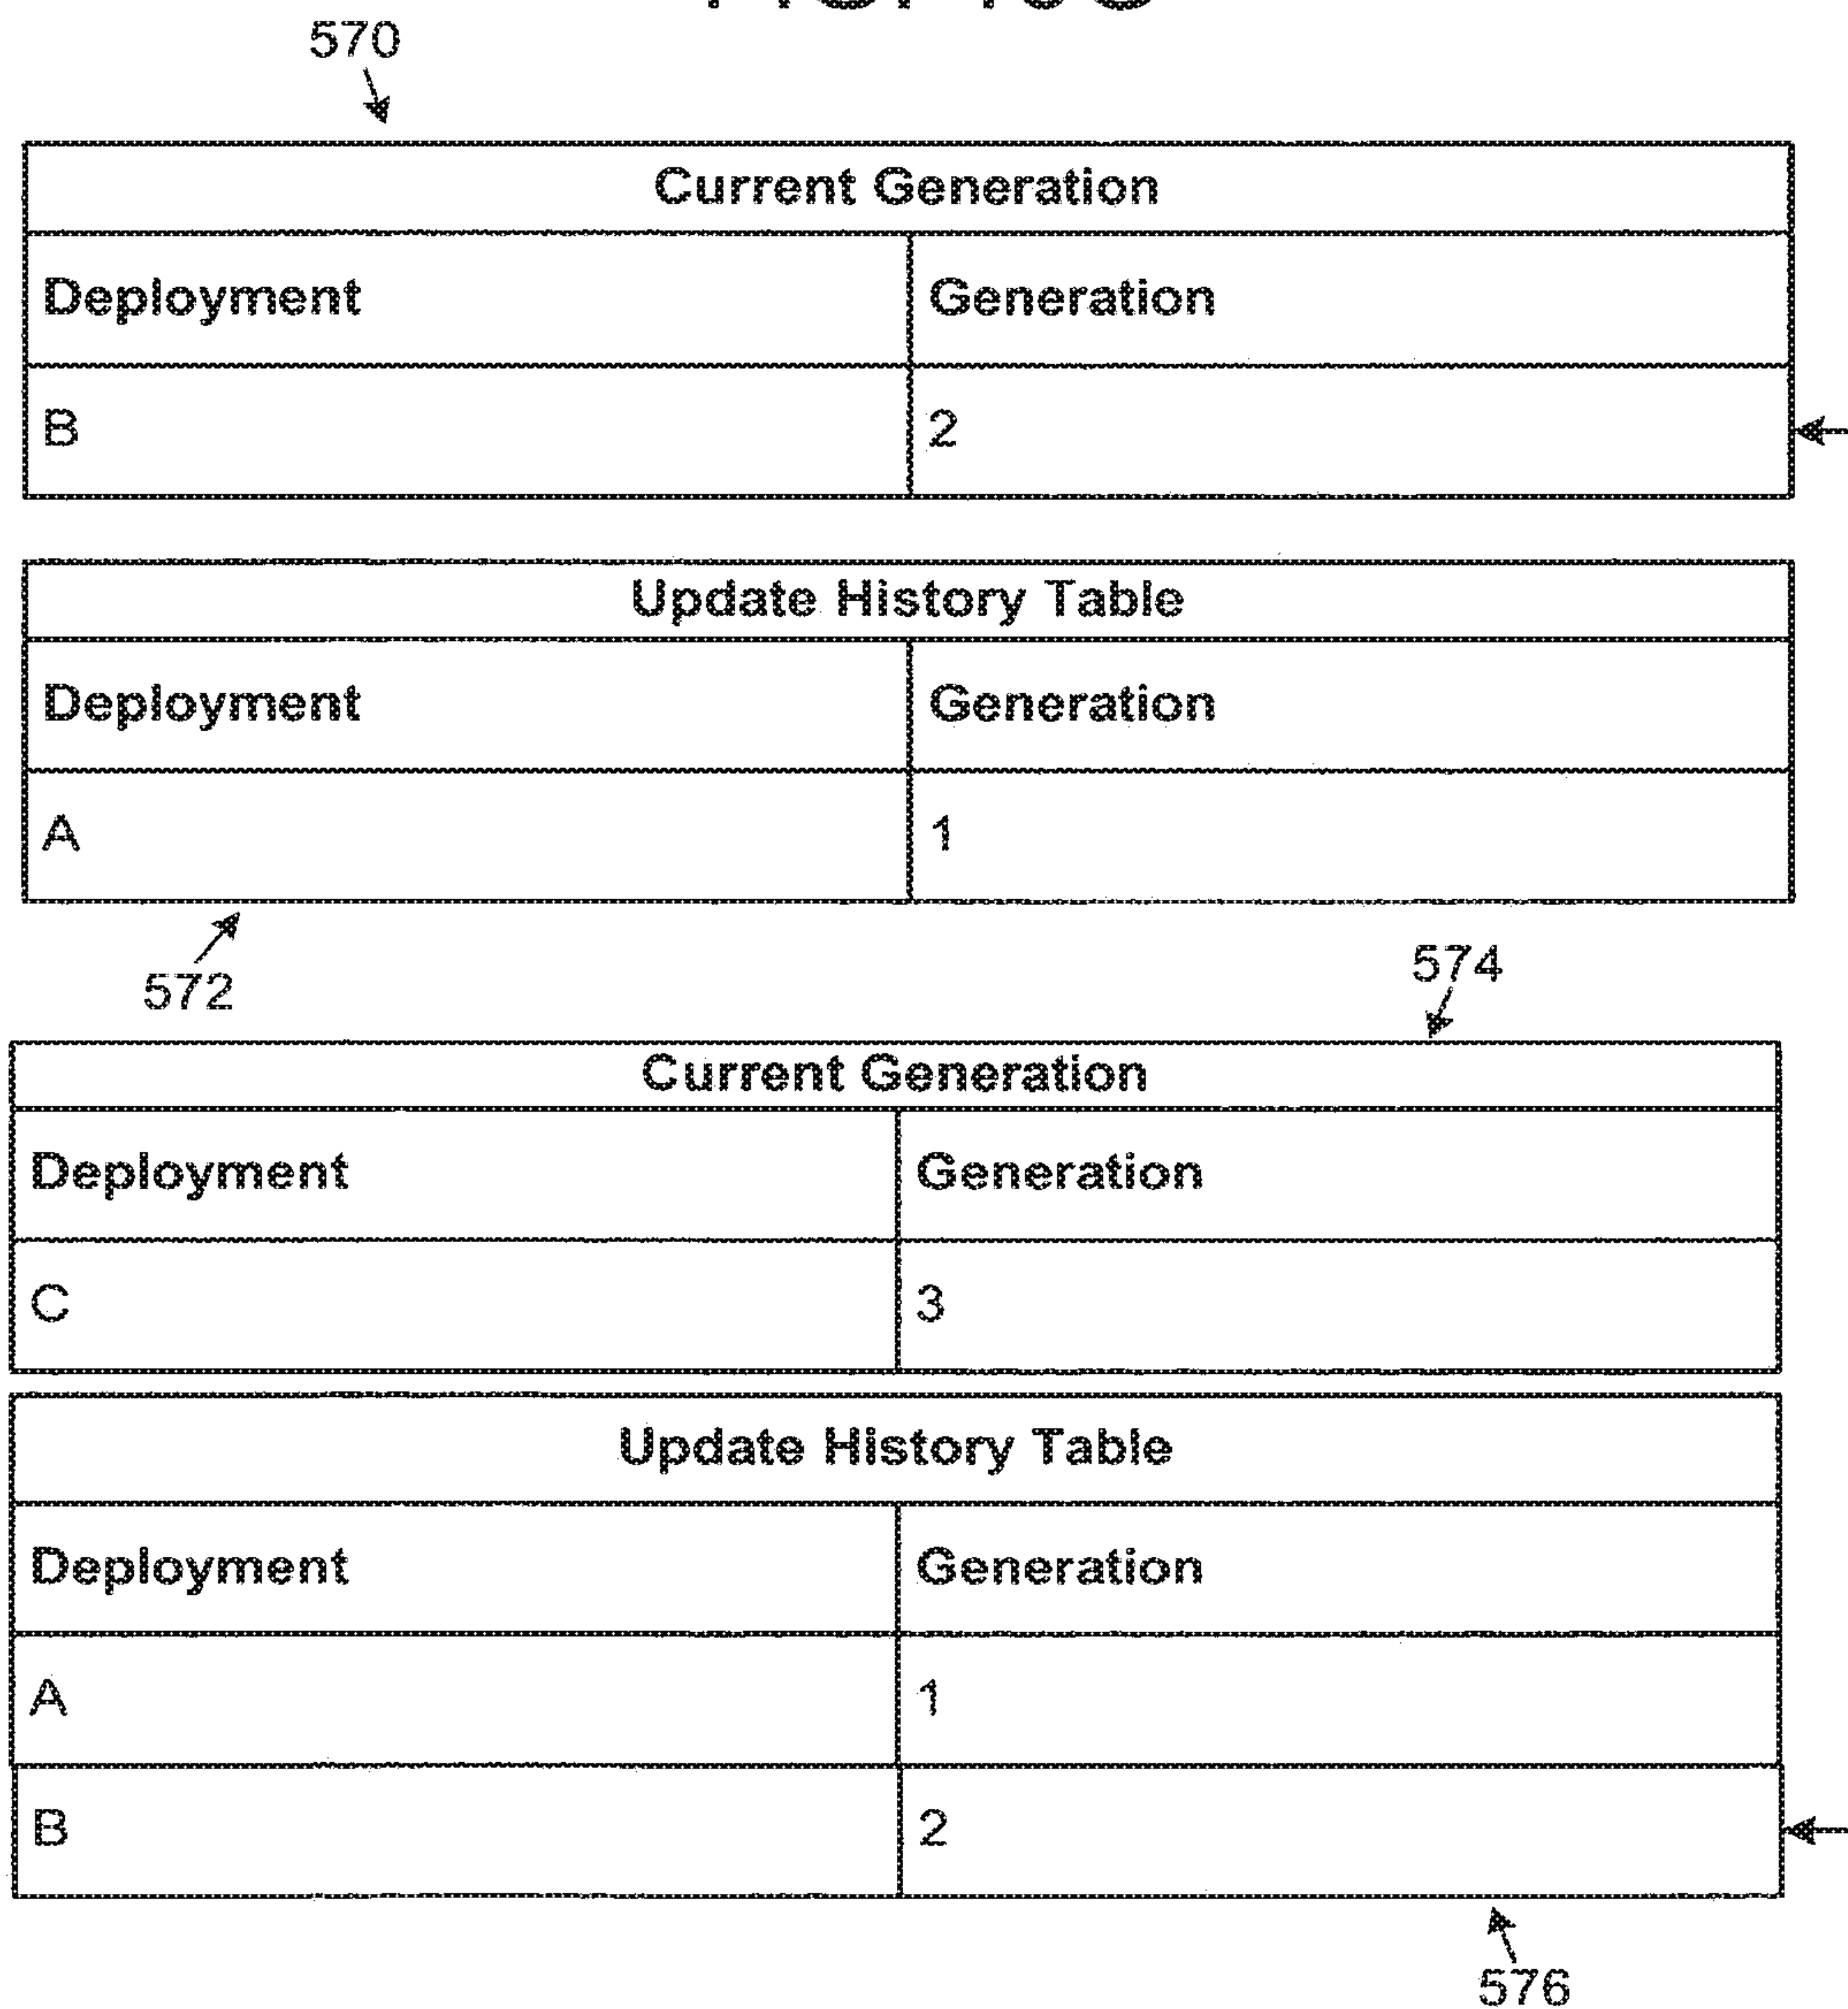 570
Current Generation
Deployment Generation
B 2
Update History Table
Deployment Generation
A 1
572
574
Current Generation
Deployment Generation
C 3
Update History Table
Deployment Generation
A 1
B 2
576